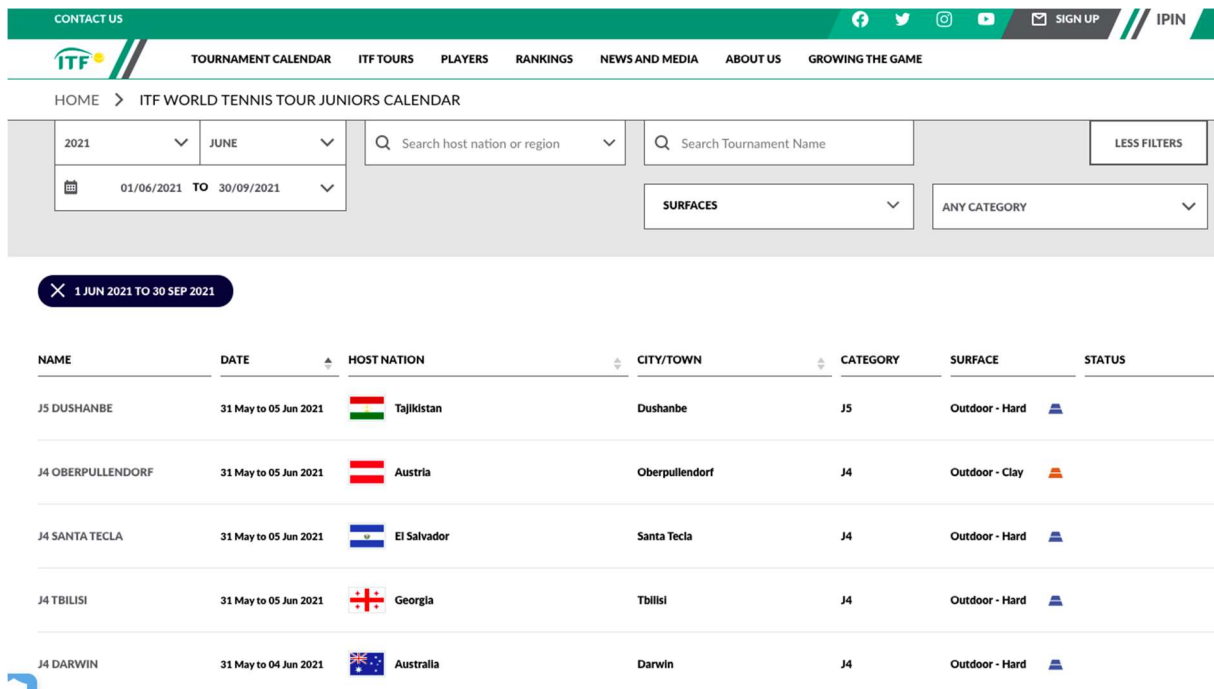 CONTACT US
SIGN UP
IPIN
ITF
TOURNAMENT CALENDAR ITF TOURS PLAYERS RANKINGS NEWS AND MEDIA ABOUT US GROWING THE GAME
HOME > ITF WORLD TENNIS TOUR JUNIORS CALENDAR
2021 JUNE Search host nation or region Search Tournament Name LESS FILTERS
01/06/2021 TO 30/09/2021
SURFACES ANY CATEGORY
1 JUN 2021 TO 30 SEP 2021
NAME DATE HOST NATION CITY/TOWN CATEGORY SURFACE STATUS
J5 DUSHANBE 31 May to 05 Jun 2021 Tajikistan Dushanbe J5 Outdoor - Hard
J4 OBERPULLENDORF 31 May to 05 Jun 2021 Austria Oberpullendorf J4 Outdoor - Clay
J4 SANTA TECLA 31 May to 05 Jun 2021 El Salvador Santa Tecla J4 Outdoor - Hard
J4 TBILISI 31 May to 05 Jun 2021 Georgia Tbilisi J4 Outdoor - Hard
J4 DARWIN 31 May to 04 Jun 2021 Australia Darwin J4 Outdoor - Hard